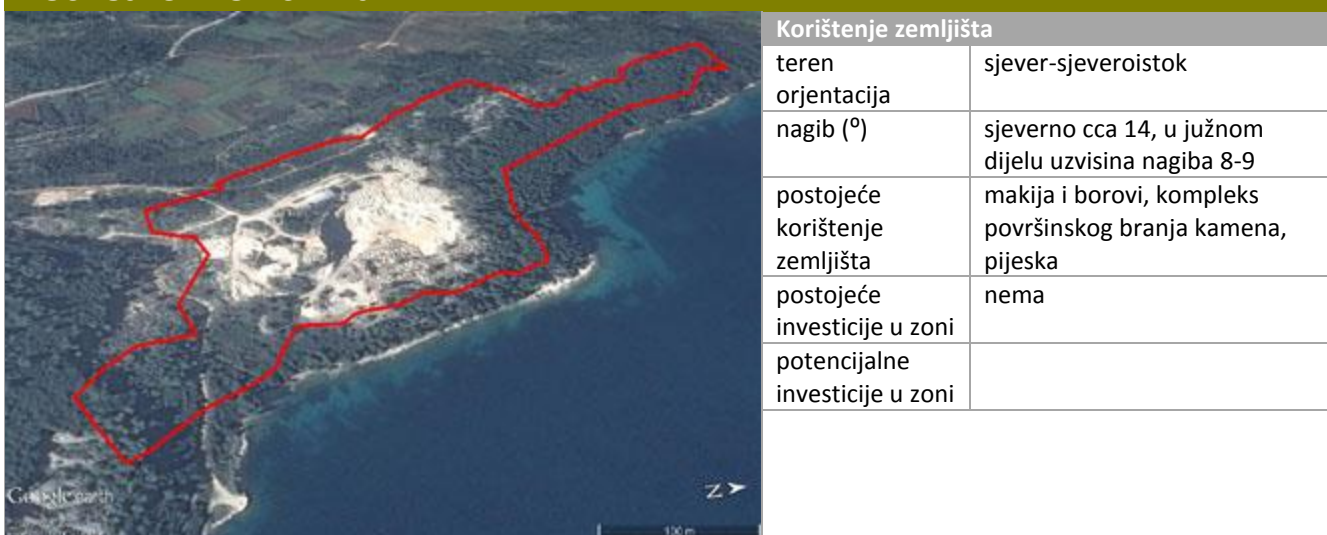 Korištenje zemljišta
teren
orjentacija
sjever-sjeveroistok
nagib (⁰)
sjeverno cca 14, u južnom
dijelu uzvisina nagiba 8-9
postojeće
korištenje
zemljišta
makija i borovi, kompleks
površinskog branja kamena,
pijeska
postojeće
investicije u zoni
nema
potencijalne
investicije u zoni
Google earth
Z